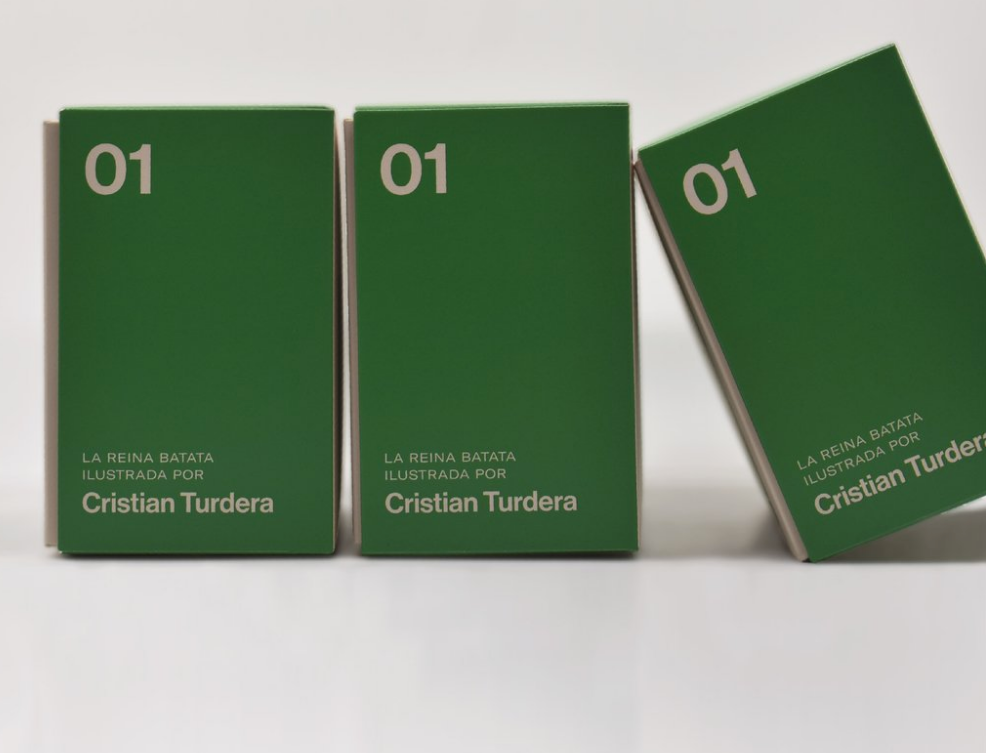 01
LA REINA BATATA
ILUSTRADA POR
Cristian Turdera
01
LA REINA BATATA
ILUSTRADA POR
Cristian Turdera
01
LA REINA BATATA
ILUSTRADA POR
Cristian Turdera